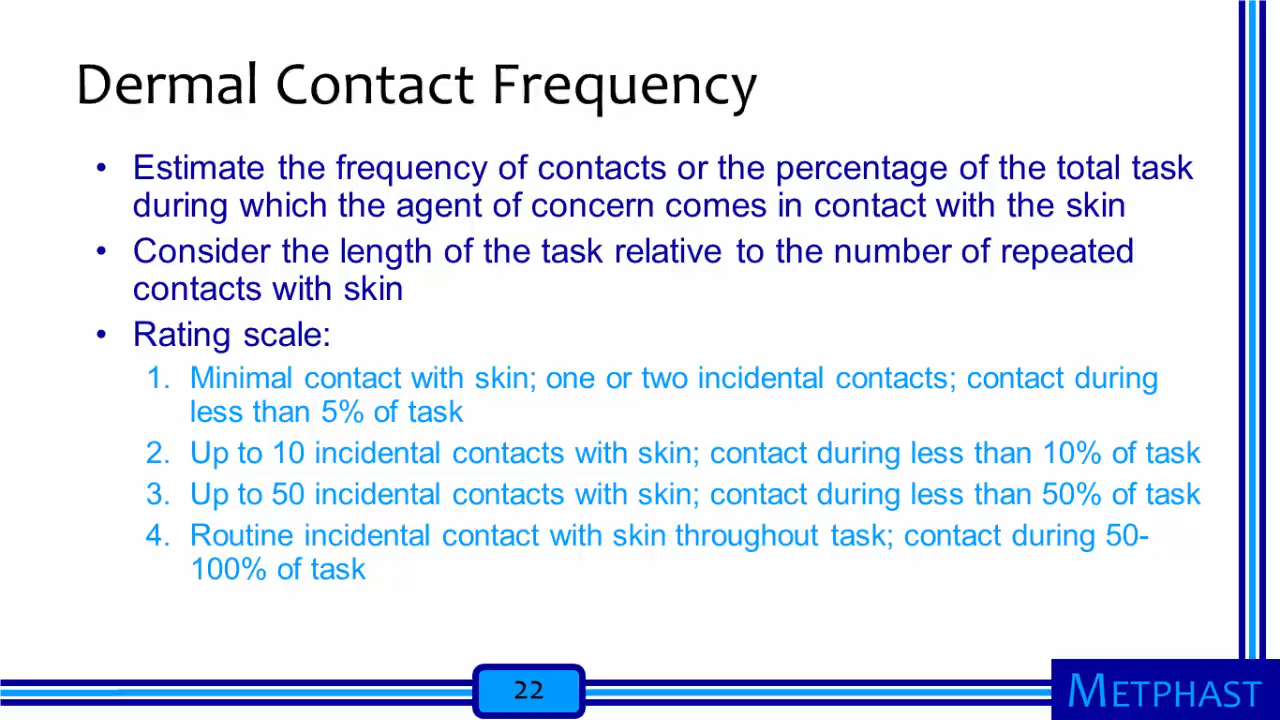 Dermal Contact Frequency
• Estimate the frequency of contacts or the percentage of the total task
during which the agent of concern comes in contact with the skin
• Consider the length of the task relative to the number of repeated
contacts with skin
• Rating scale:
1. Minimal contact with skin; one or two incidental contacts; contact during
less than 5% of task
2. Up to 10 incidental contacts with skin; contact during less than 10% of task
3. Up to 50 incidental contacts with skin; contact during less than 50% of task
4. Routine incidental contact with skin throughout task; contact during 50-
100% of task
22
METPHAST